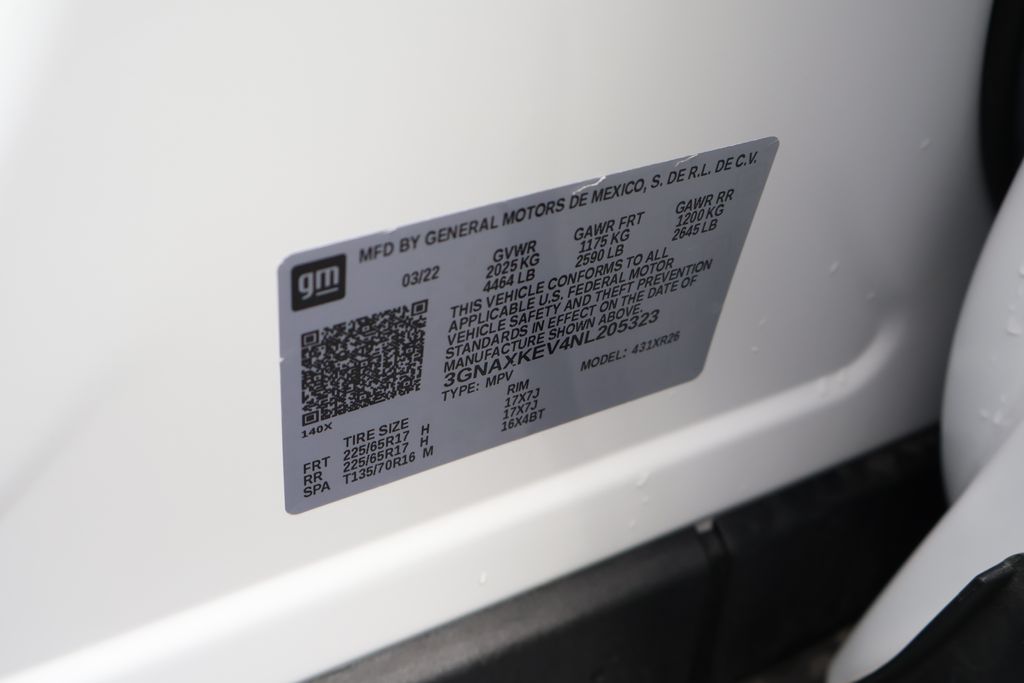 MFD BY GENERAL MOTORS DE MEXICO, S. DE R.L. DE C.V.
gm
03/22
GVWR
2025 KG
4464 LB
GAWR FRT
1175 KG
2590 LB
GAWR RR
1200 KG
2645 LB
THIS VEHICLE CONFORMS TO ALL
APPLICABLE U.S. FEDERAL MOTOR
VEHICLE SAFETY AND THEFT PREVENTION
STANDARDS IN EFFECT ON THE DATE OF
MANUFACTURE SHOWN ABOVE.
3GNAXKEV4NL205323
TYPE: MPV
MODEL: 431XR26
140X
TIRE SIZE
RIM
FRT 225/65R17 H 17X7J
RR 225/65R17 H 17X7J
SPA T135/70R16 M 16X4BT